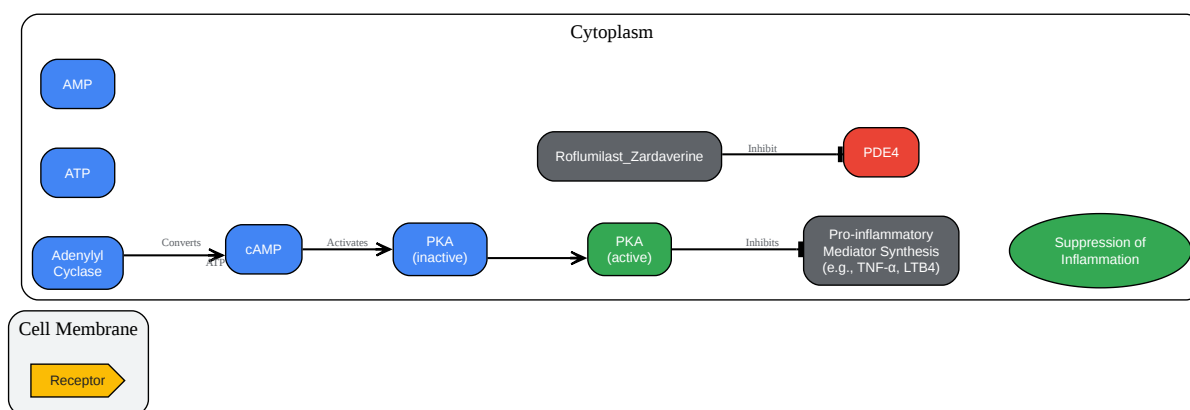 Cytoplasm
AMP
ATP
Roflumilast_Zardaverine
Inhibit
PDE4
Adenylyl
Cyclase
Converts
ATP
cAMP
Activates
PKA
(inactive)
PKA
(active)
Inhibits
Pro-inflammatory
Mediator Synthesis
(e.g., TNF-α, LTB4)
Suppression of
Inflammation
Cell Membrane
Receptor